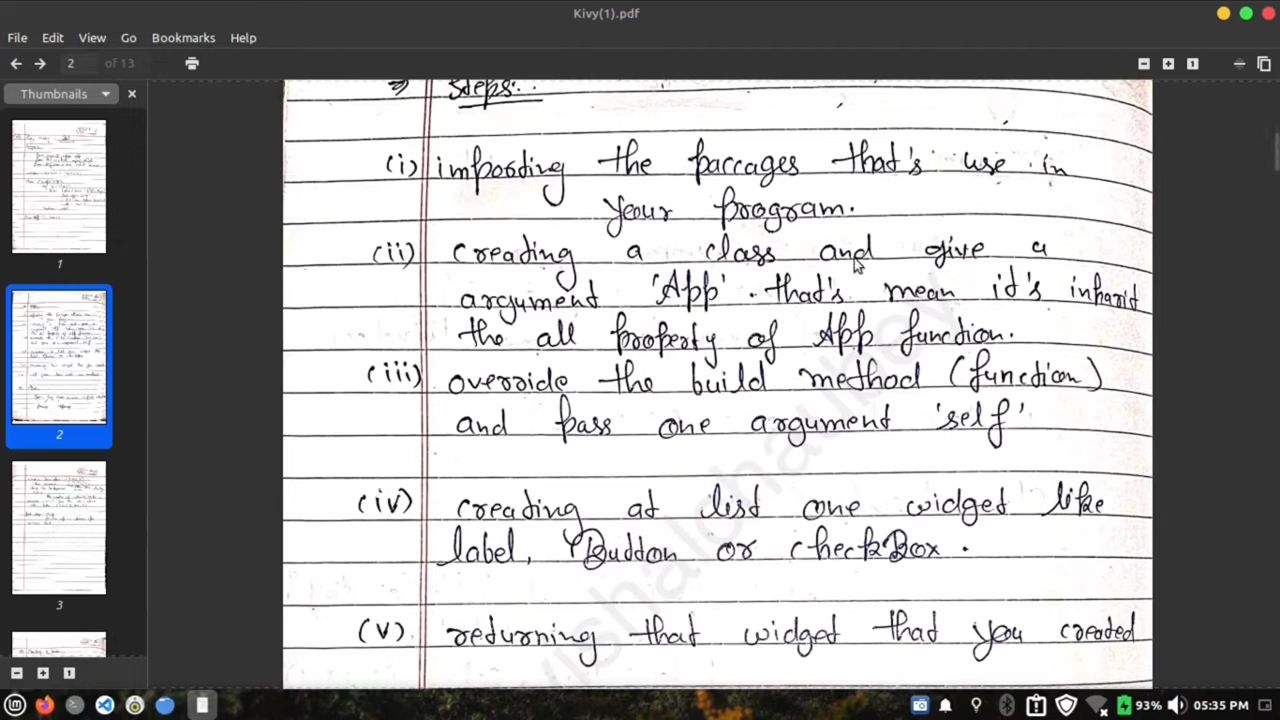 Kivy(1).pdf
File Edit View Go Bookmarks Help
2 of 13
Thumbnails
Steps:
(i) importing the paccages that's use in
your program.
(ii) creating a class and give a
argument 'App'. that's mean it's inharit
the all property of App function.
(iii) override the build method (function)
and pass one argument 'self'
(iv) creating at list one widget like
label, Button or checkBox.
(v) returning that widget that you created
1
2
3
93% 05:35 PM